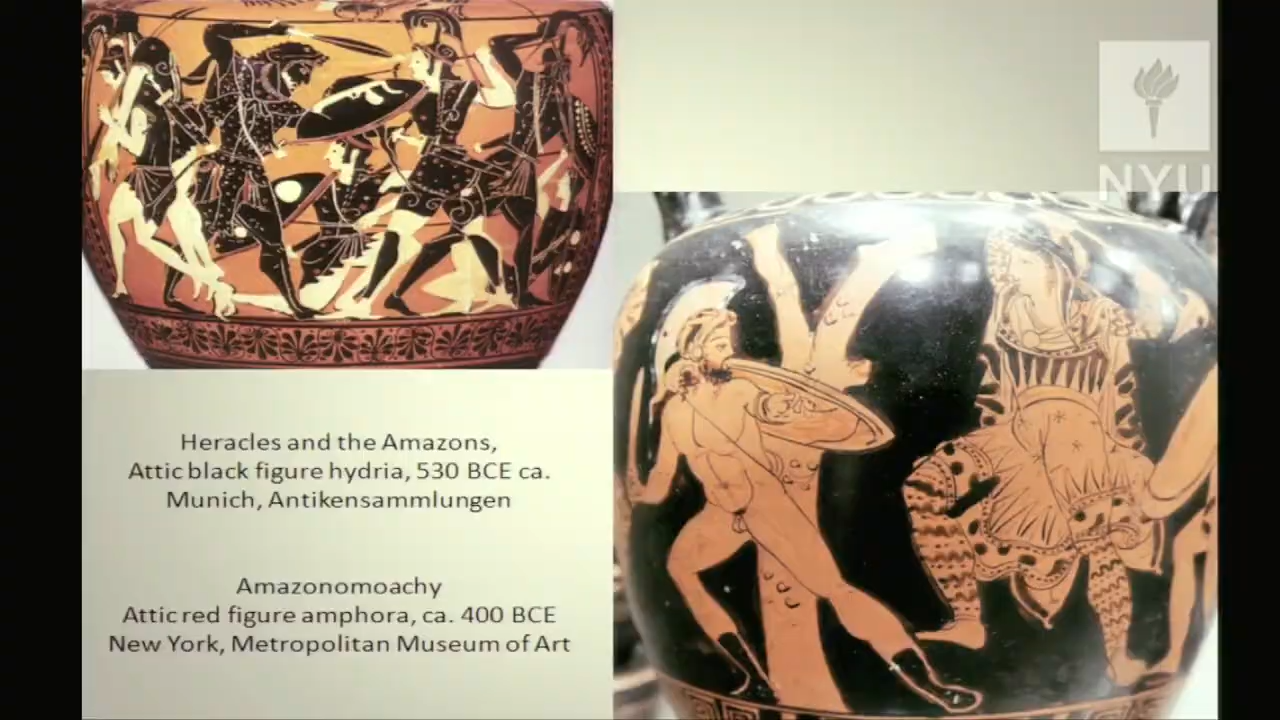 NYU
Heracles and the Amazons,
Attic black figure hydria, 530 BCE ca.
Munich, Antikensammlungen
Amazonomoachy
Attic red figure amphora, ca. 400 BCE
New York, Metropolitan Museum of Art